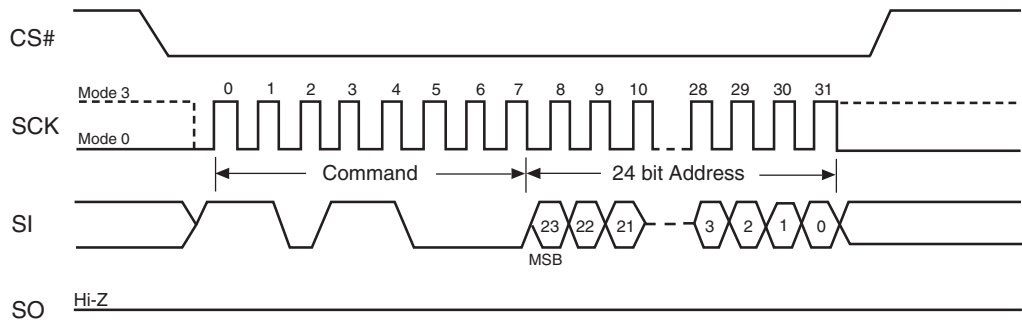 CS#
Mode 3
0 1 2 3 4 5 6 7 8 9 10 28 29 30 31
SCK
Mode 0
Command 24 bit Address
SI
23 22 21 3 2 1 0
MSB
Hi-Z
SO